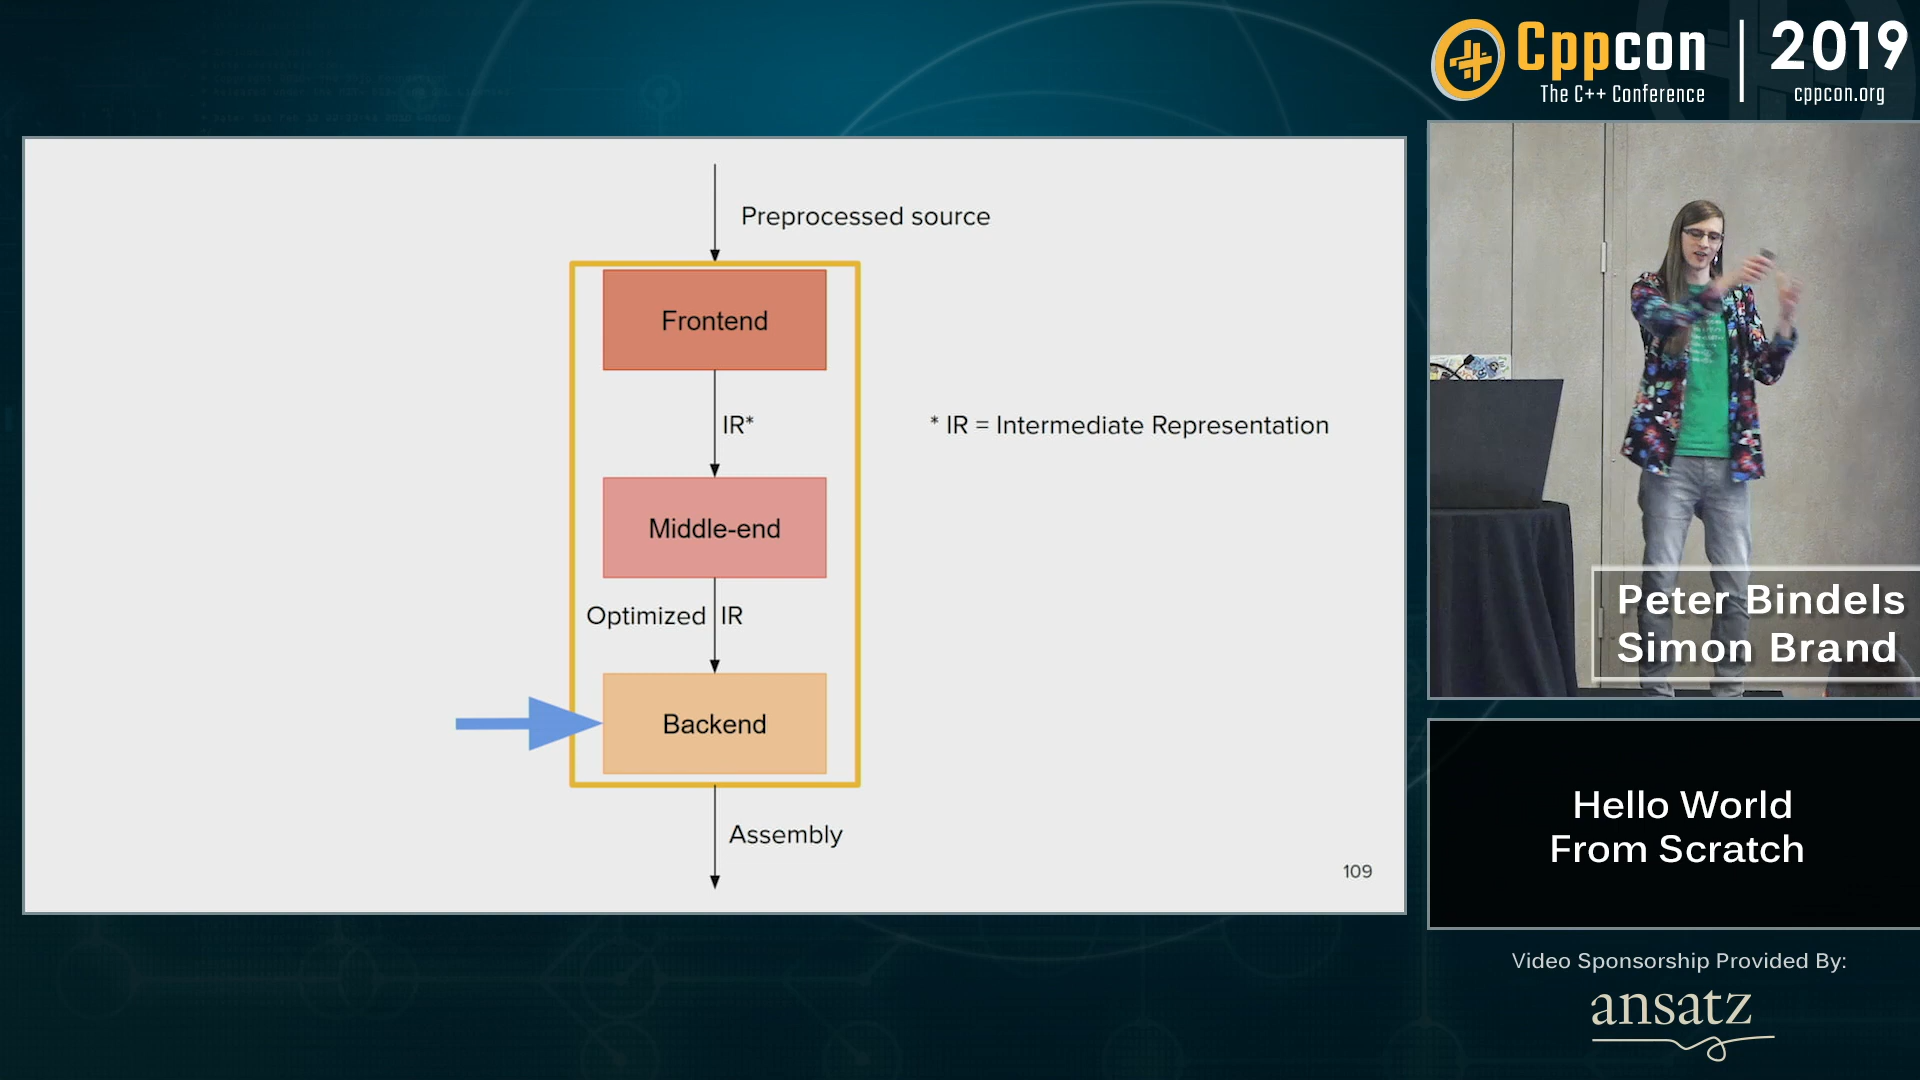 Cppcon | 2019
The C++ Conference
cppcon.org
Preprocessed source
Frontend
IR*
* IR = Intermediate Representation
Middle-end
Optimized IR
Backend
Assembly
109
Peter Bindels
Simon Brand
Hello World
From Scratch
Video Sponsorship Provided By:
ansatz